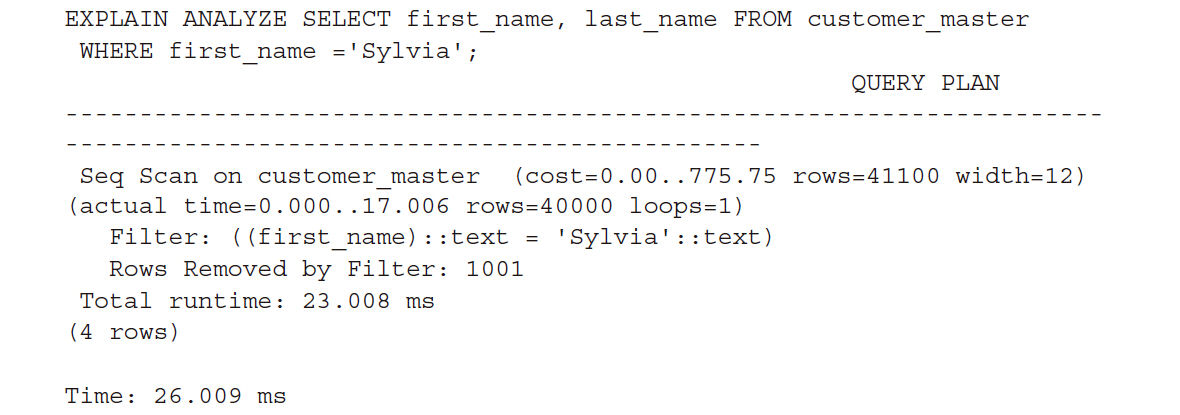 EXPLAIN ANALYZE SELECT first_name, last_name FROM customer_master
WHERE first_name ='Sylvia';
QUERY PLAN
----------------------------------------------------------------------
-----------------------------------------------
Seq Scan on customer_master  (cost=0.00..775.75 rows=41100 width=12)
(actual time=0.000..17.006 rows=40000 loops=1)
Filter: ((first_name)::text = 'Sylvia'::text)
Rows Removed by Filter: 1001
Total runtime: 23.008 ms
(4 rows)
Time: 26.009 ms